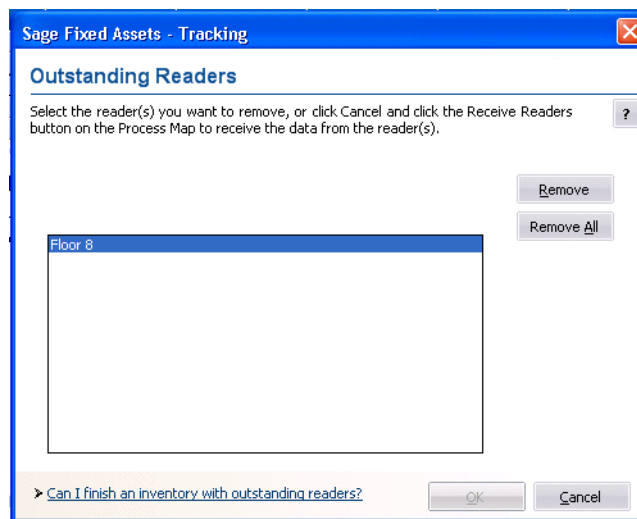 Sage Fixed Assets - Tracking
Outstanding Readers
Select the reader(s) you want to remove, or click Cancel and click the Receive Readers
button on the Process Map to receive the data from the reader(s).
?
Remove
Remove All
Floor 8
Can I finish an inventory with outstanding readers?
OK
Cancel